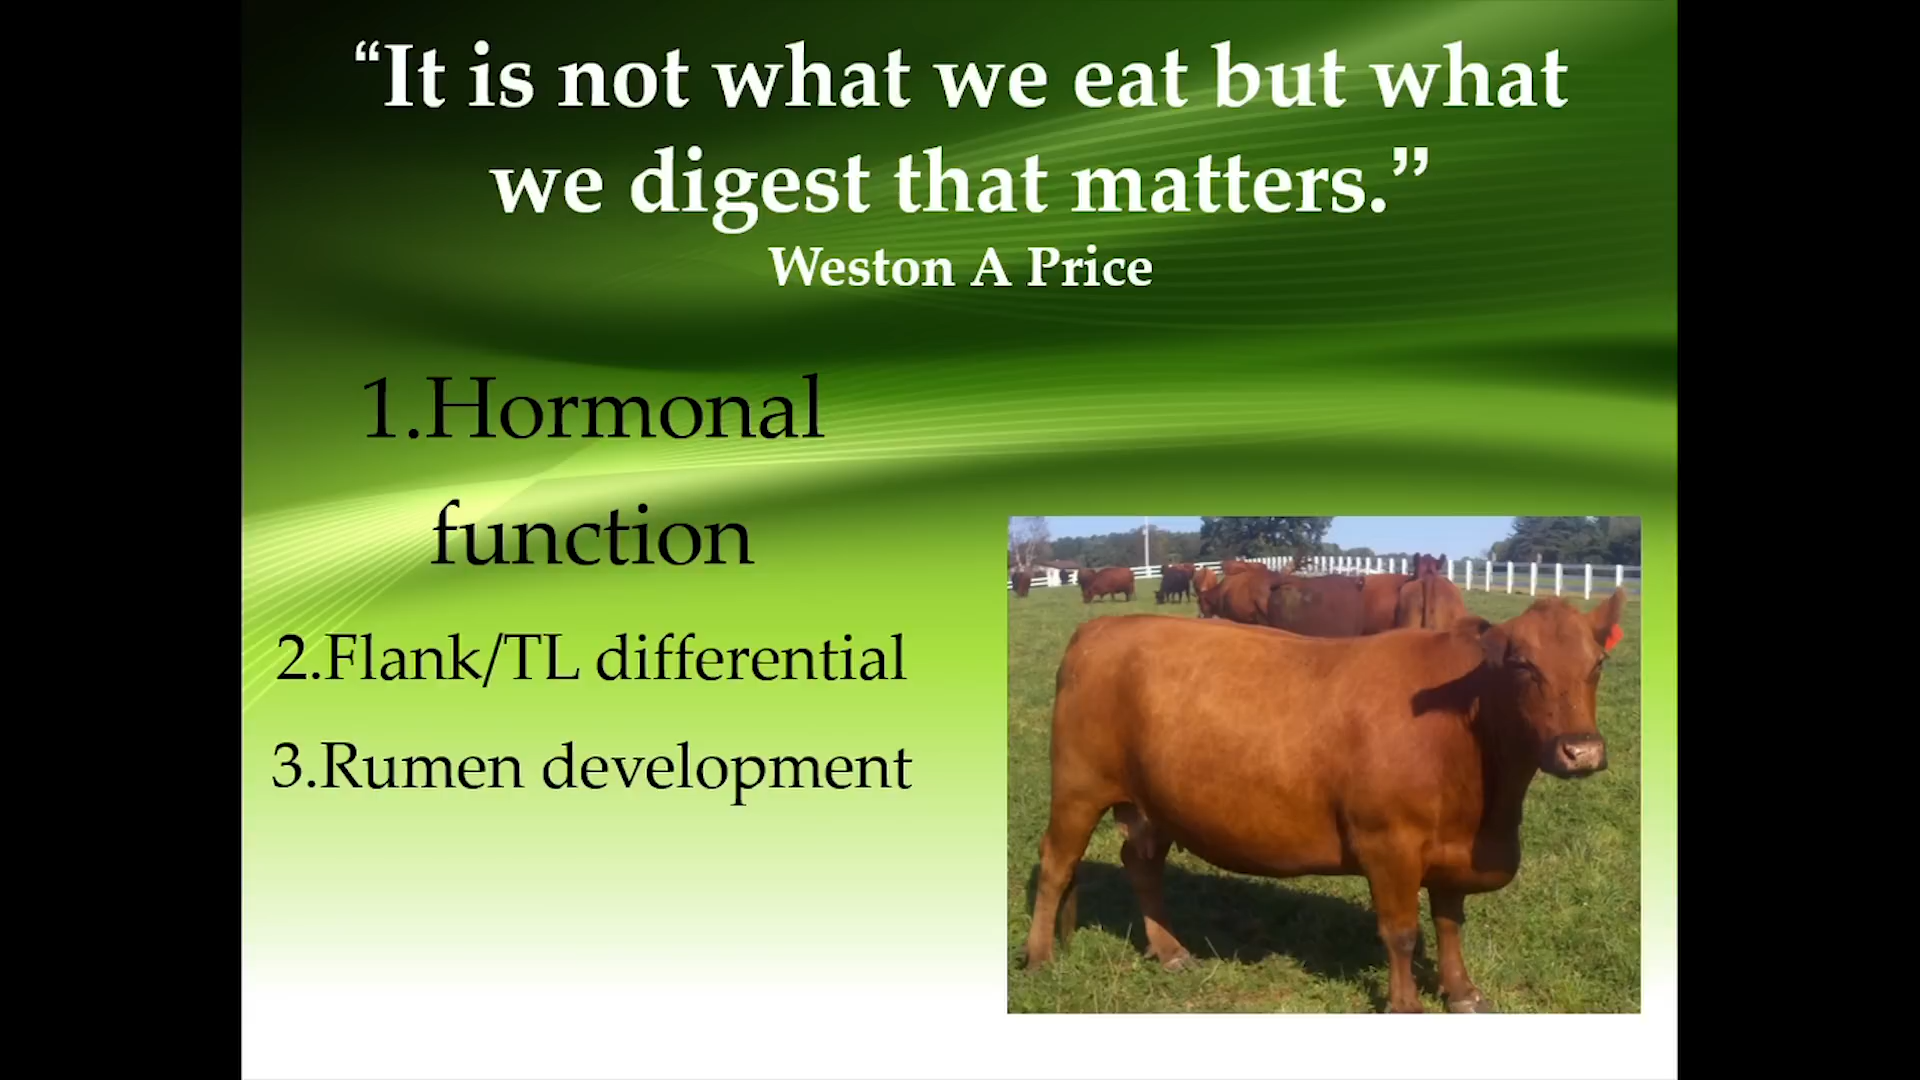 “It is not what we eat but what
we digest that matters.”
Weston A Price
1.Hormonal
function
2.Flank/TL differential
3.Rumen development